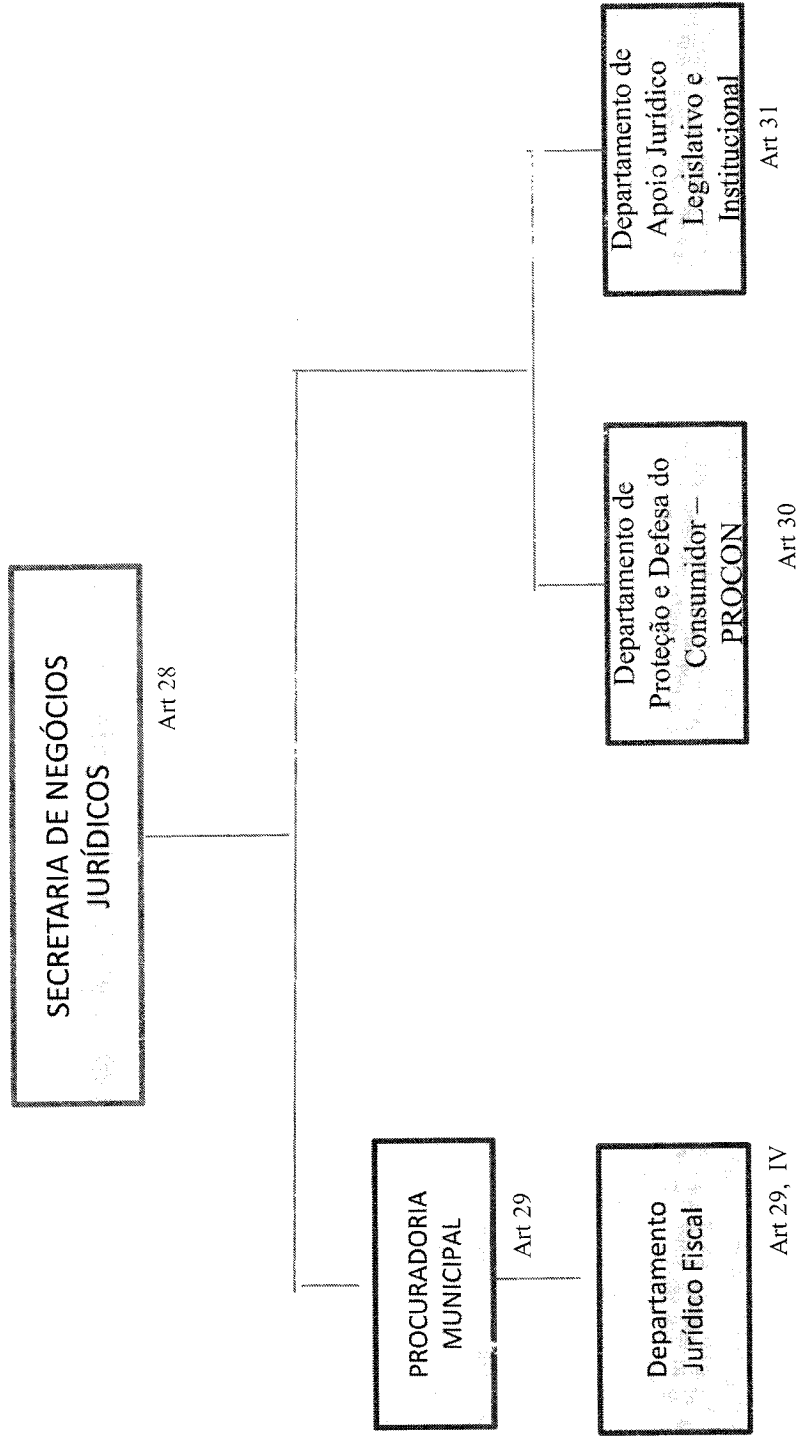 SECRETARIA DE NEGÓCIOS
JURÍDICOS
Art 28
PROCURADORIA
MUNICIPAL
Art 29
Departamento
Jurídico Fiscal
Art 29, IV
Departamento de
Proteção e Defesa do
Consumidor –
PROCON
Art 30
Departamento de
Apoio Jurídico
Legislativo e
Institucional
Art 31